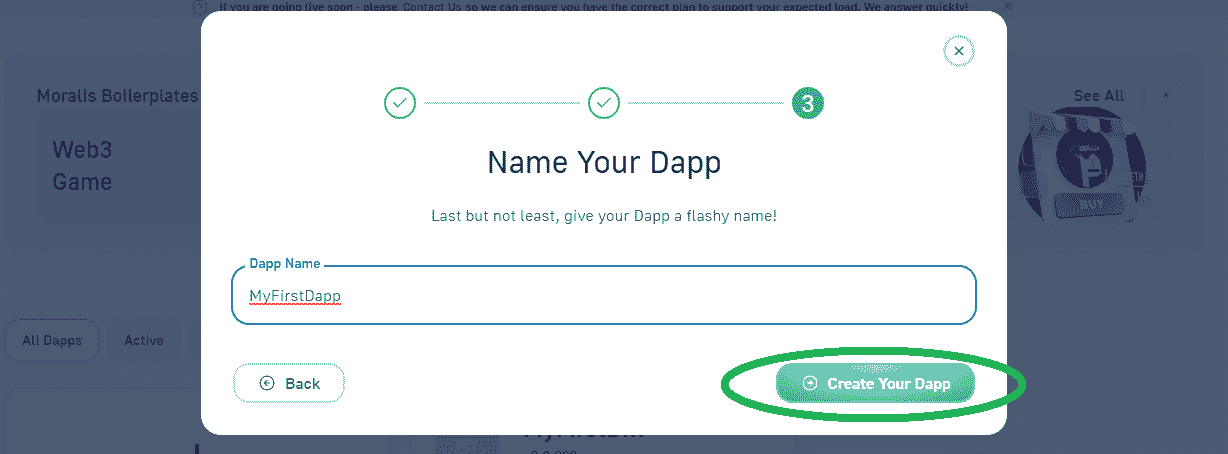 If you are going live soon - please, Contact Us so we can ensure you have the correct plan to support your expected load. We answer quickly!
Moralis Boilerplates
See All
Web3
Game
ETH
BUY
3
Name Your Dapp
Last but not least, give your Dapp a flashy name!
Dapp Name
MyFirstDapp
All Dapps
Active
Back
Create Your Dapp